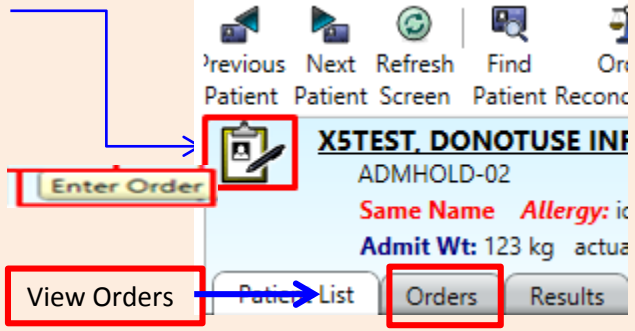 Previous Next Refresh Find
Patient Patient Screen Patient
X5TEST, DONOTUSE
ADMHOLD-02
Enter Order
Same Name Allergy:
Admit Wt: 123 kg
View Orders
Patient List Orders Results